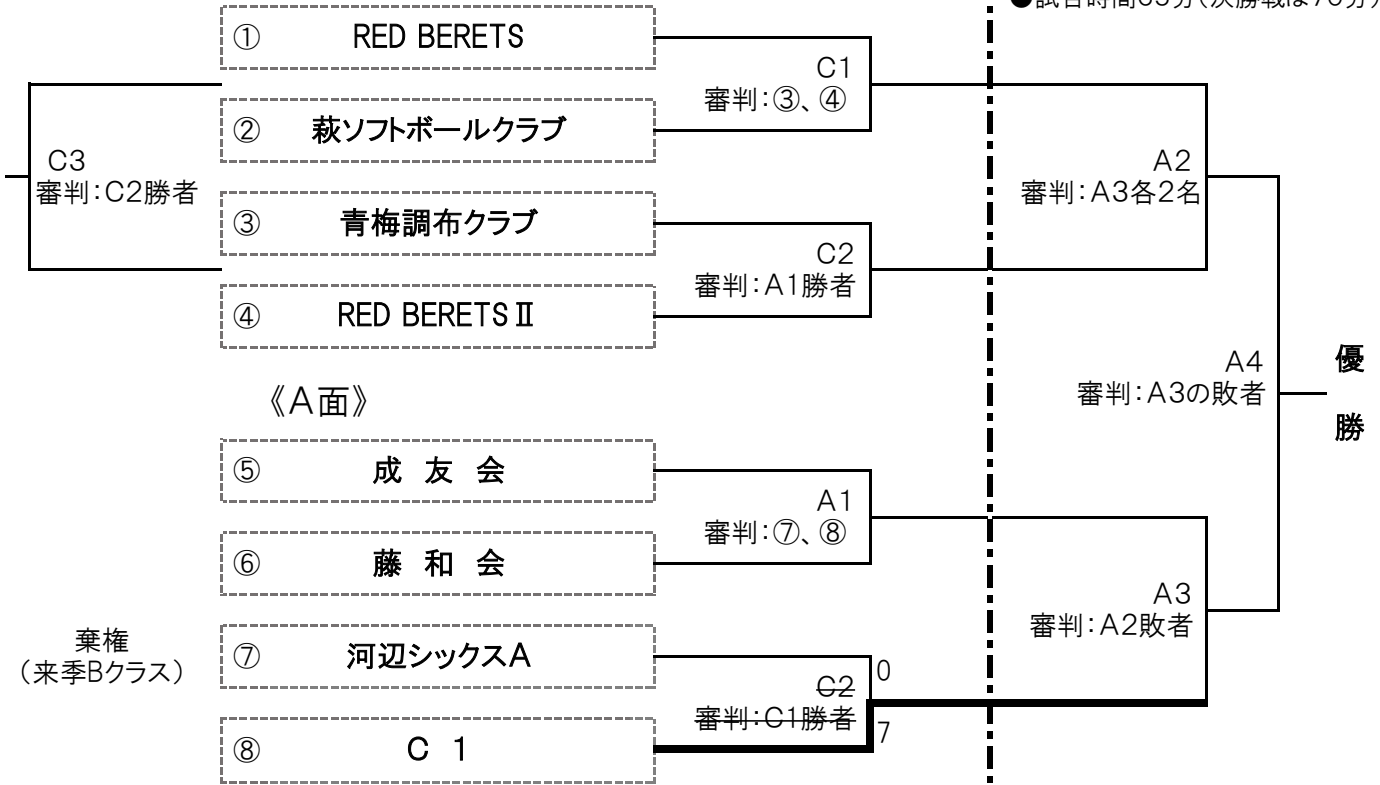 ●試合時間65分(決勝戦は70分)
① RED BERETS
C1
審判:③、④
② 萩ソフトボールクラブ
C3
審判:C2勝者
A2
審判:A3各2名
③ 青梅調布クラブ
C2
審判:A1勝者
④ RED BERETSⅡ
A4
審判:A3の敗者
優
勝
《A面》
⑤ 成 友 会
A1
審判:⑦、⑧
⑥ 藤 和 会
A3
審判:A2敗者
棄権
(来季Bクラス)
⑦ 河辺シックスA
0
C2
審判:C1勝者
7
⑧ C 1